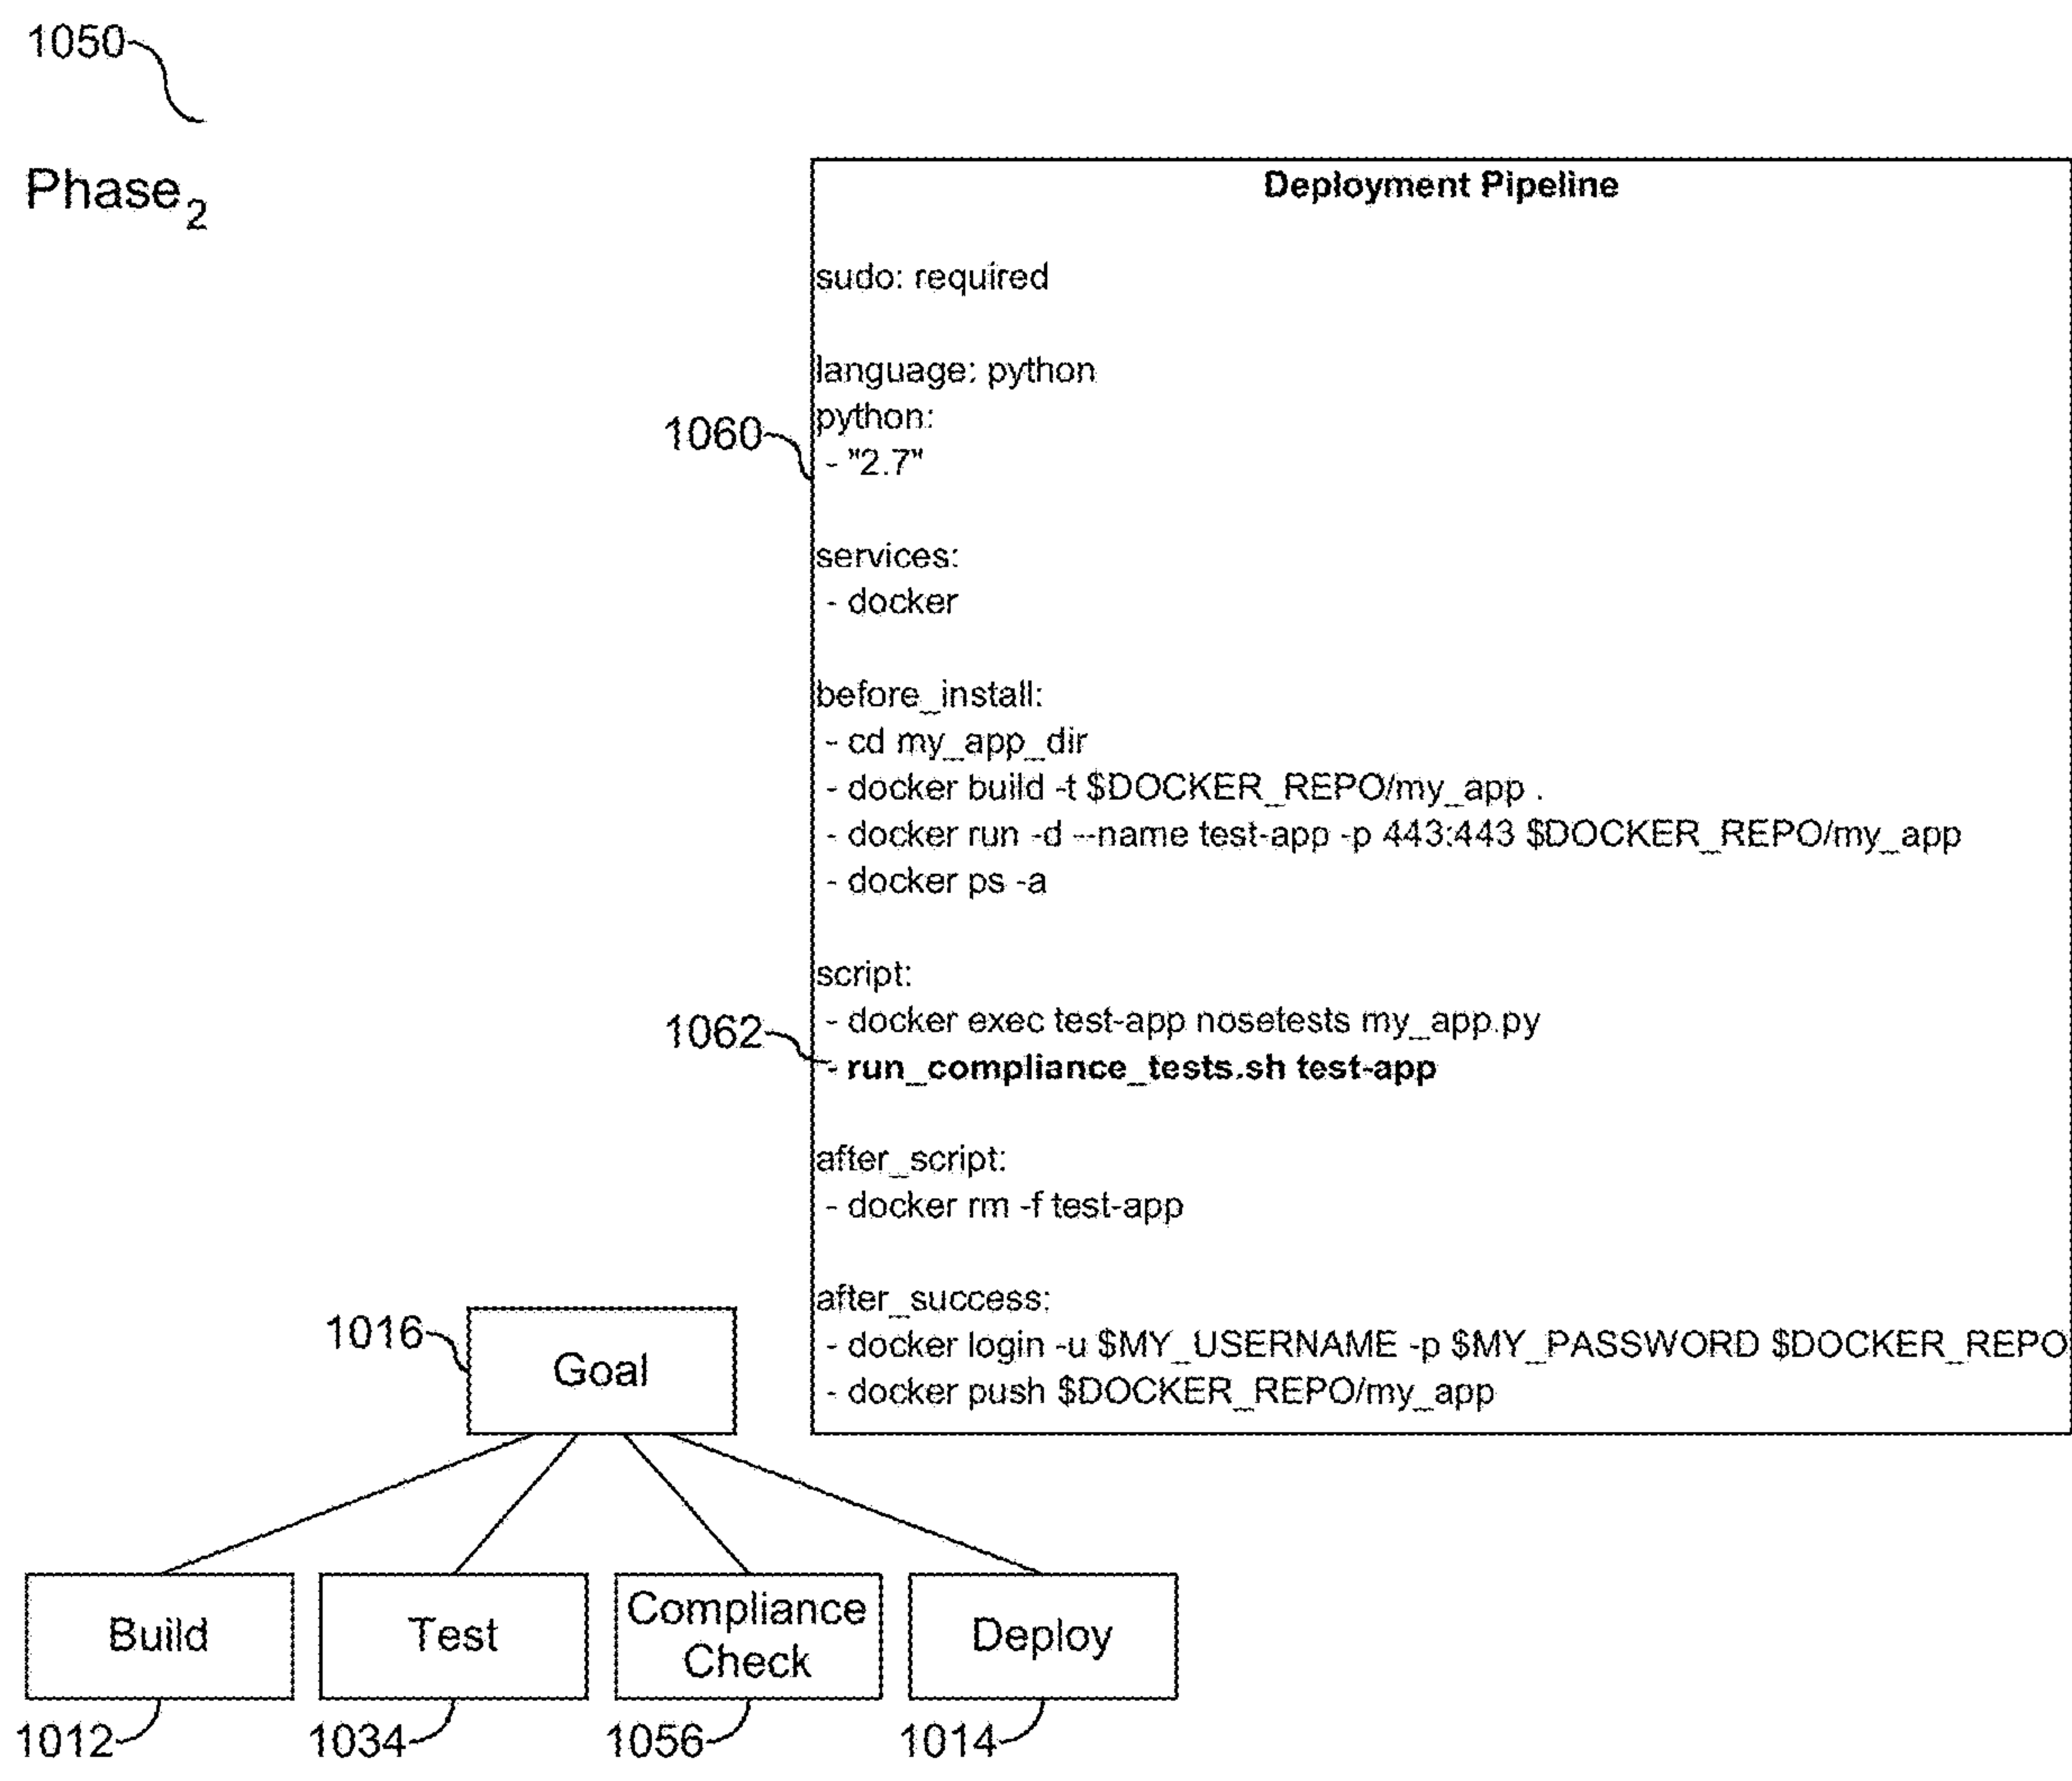 1050
Phase2
Deployment Pipeline
sudo: required
language: python
python:
- "2.7"
1060
services:
- docker
before_install:
- cd my_app_dir
- docker build -t $DOCKER_REPO/my_app .
- docker run -d --name test-app -p 443:443 $DOCKER_REPO/my_app
- docker ps -a
script:
- docker exec test-app nosetests my_app.py
1062
- run_compliance_tests.sh test-app
after_script:
- docker rm -f test-app
after_success:
- docker login -u $MY_USERNAME -p $MY_PASSWORD $DOCKER_REPO
- docker push $DOCKER_REPO/my_app
1016
Goal
Build
Test
Compliance
Check
Deploy
1012
1034
1056
1014